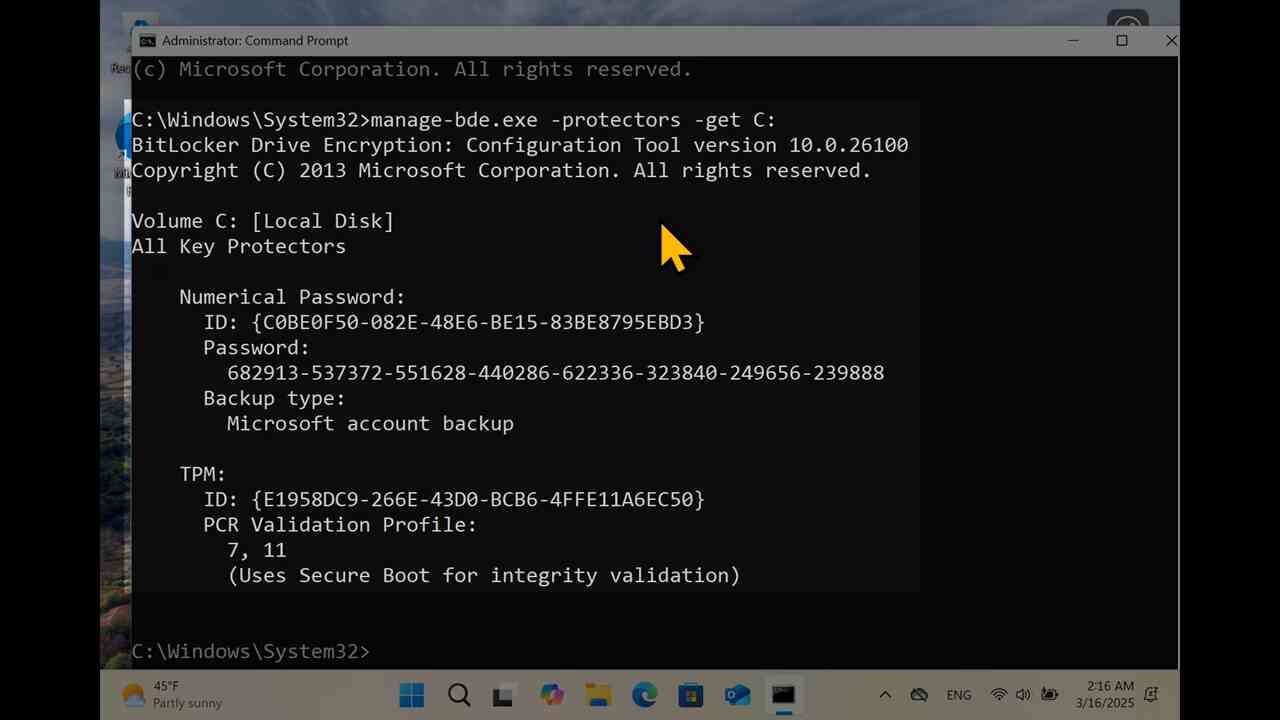 Administrator: Command Prompt
(c) Microsoft Corporation. All rights reserved.
C:\Windows\System32>manage-bde.exe -protectors -get C:
BitLocker Drive Encryption: Configuration Tool version 10.0.26100
Copyright (C) 2013 Microsoft Corporation. All rights reserved.
Volume C: [Local Disk]
All Key Protectors
Numerical Password:
ID: {C0BE0F50-082E-48E6-BE15-83BE8795EBD3}
Password:
682913-537372-551628-440286-622336-323840-249656-239888
Backup type:
Microsoft account backup
TPM:
ID: {E1958DC9-266E-43D0-BCB6-4FFE11A6EC50}
PCR Validation Profile:
7, 11
(Uses Secure Boot for integrity validation)
C:\Windows\System32>
45°F
Partly sunny
ENG
2:16 AM
3/16/2025